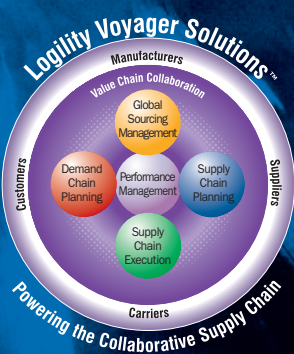 Logility Voyager Solutions™
Manufacturers
Value Chain Collaboration
Global
Sourcing
Management
Customers
Demand
Chain
Planning
Performance
Management
Supply
Chain
Planning
Suppliers
Supply
Chain
Execution
Carriers
Powering the Collaborative Supply Chain